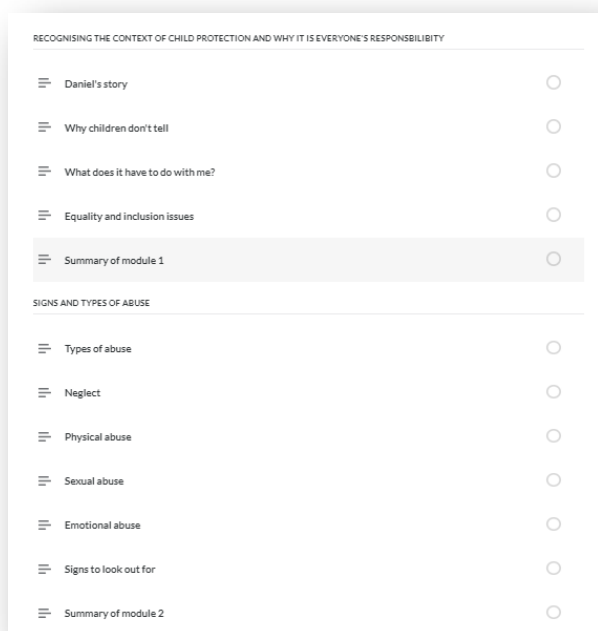 RECOGNISING THE CONTEXT OF CHILD PROTECTION AND WHY IT IS EVERYONE'S RESPONSBILIBITY
Daniel's story
Why children don't tell
What does it have to do with me?
Equality and inclusion issues
Summary of module 1
SIGNS AND TYPES OF ABUSE
Types of abuse
Neglect
Physical abuse
Sexual abuse
Emotional abuse
Signs to look out for
Summary of module 2